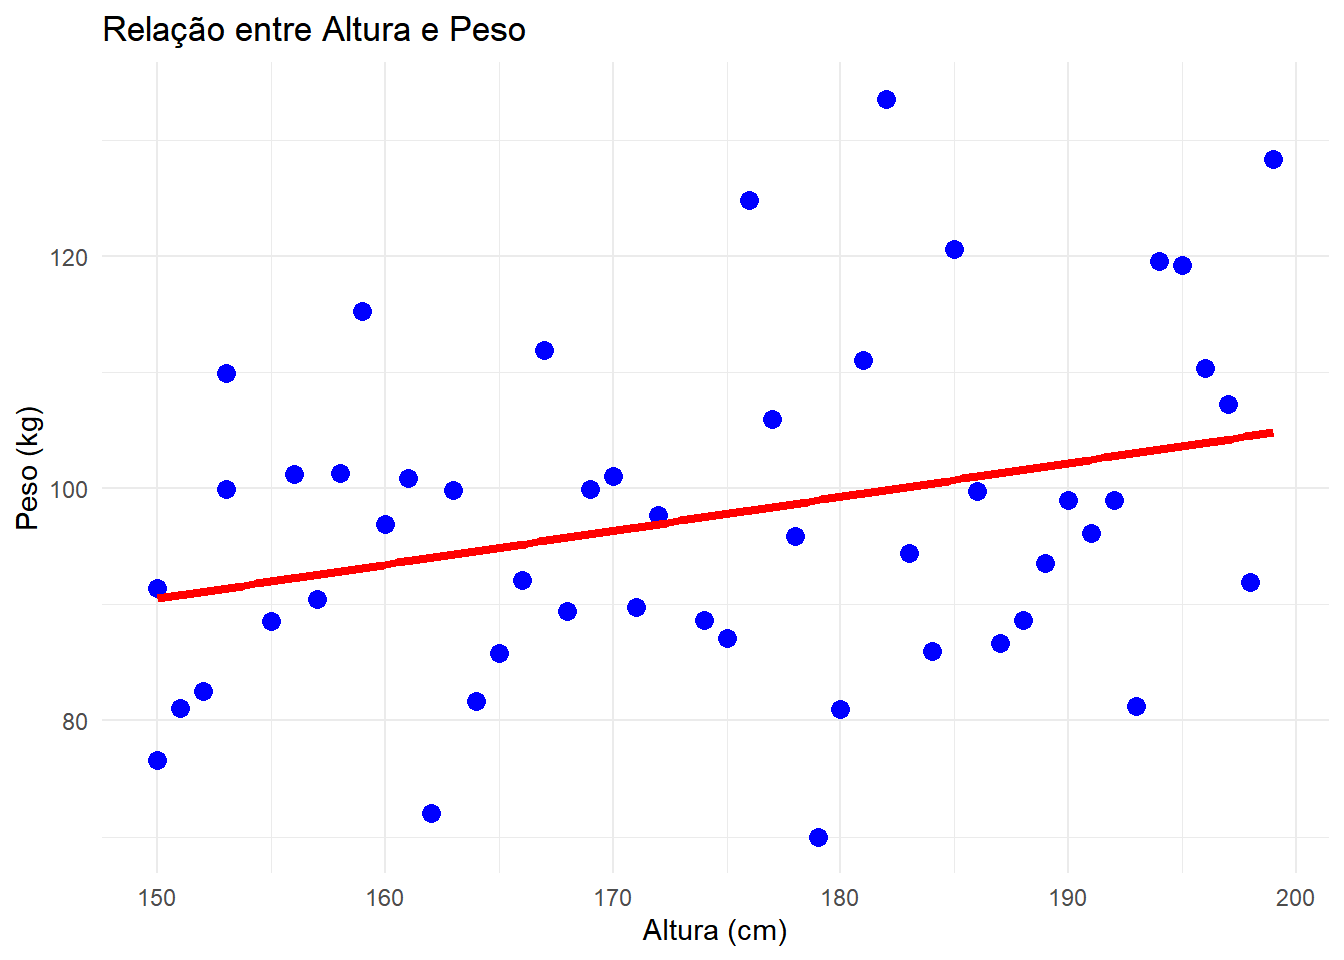 Relação entre Altura e Peso
Peso (kg)
120
100
80
150 160 170 180 190 200
Altura (cm)